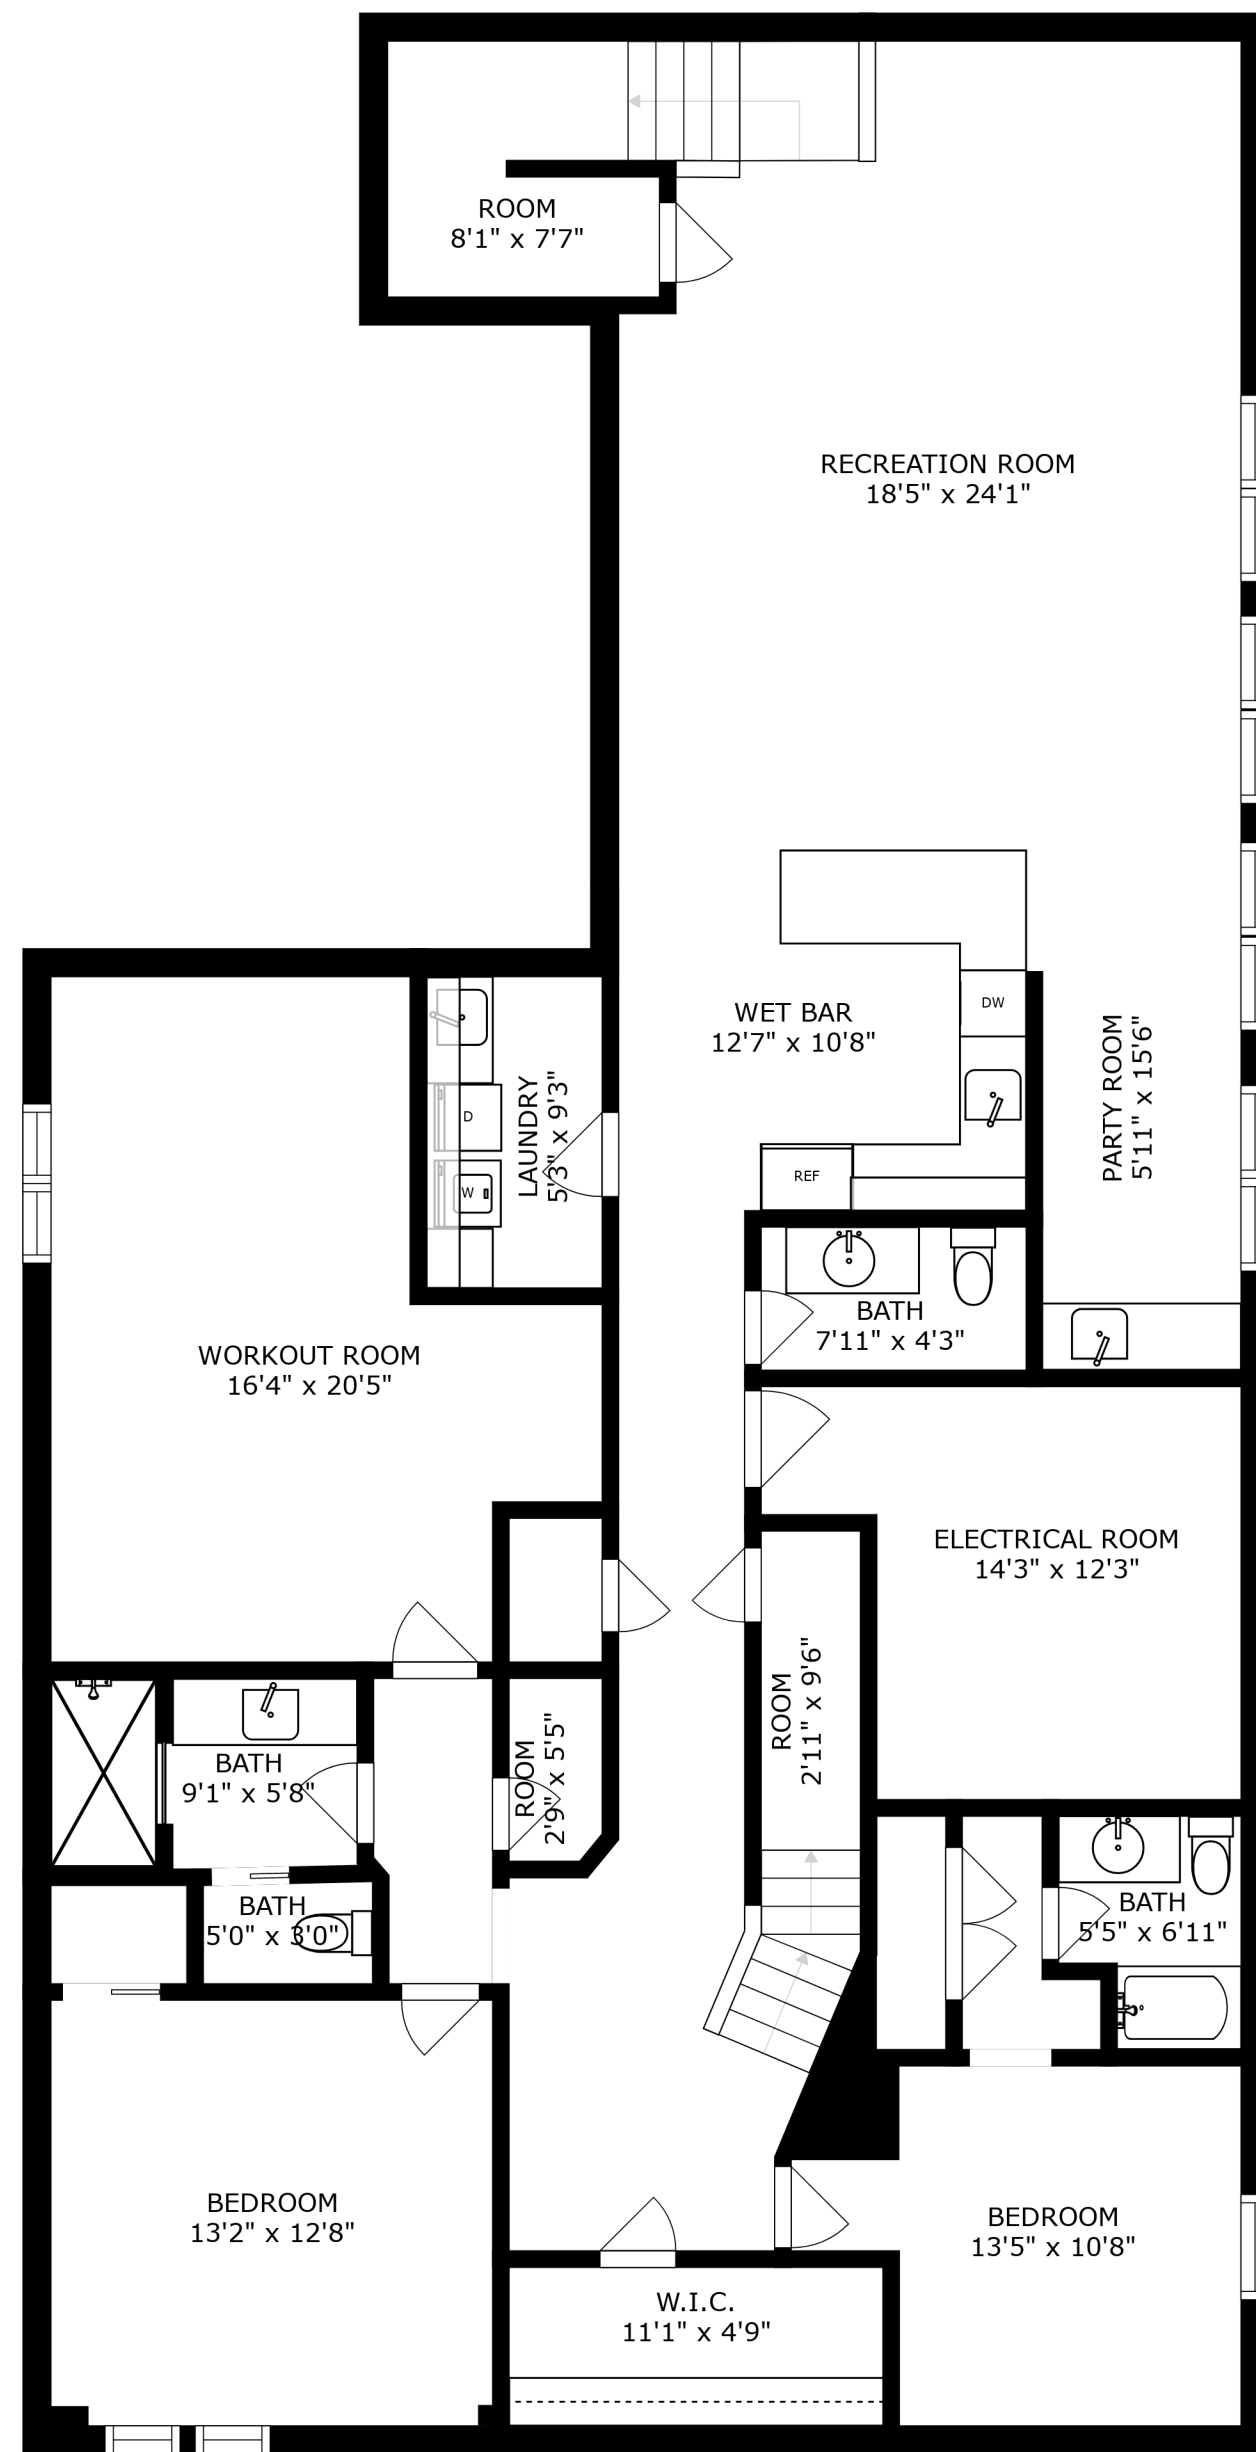 ROOM
8'1" x 7'7"
RECREATION ROOM
18'5" x 24'1"
WET BAR
12'7" x 10'8"
DW
REF
PARTY ROOM
5'11" x 15'6"
LAUNDRY
5'3" x 9'3"
D
W
BATH
7'11" x 4'3"
WORKOUT ROOM
16'4" x 20'5"
ELECTRICAL ROOM
14'3" x 12'3"
ROOM
2'11" x 9'6"
ROOM
2'9" x 5'5"
BATH
9'1" x 5'8"
BATH
5'0" x 3'0"
BATH
5'5" x 6'11"
BEDROOM
13'2" x 12'8"
BEDROOM
13'5" x 10'8"
W.I.C.
11'1" x 4'9"